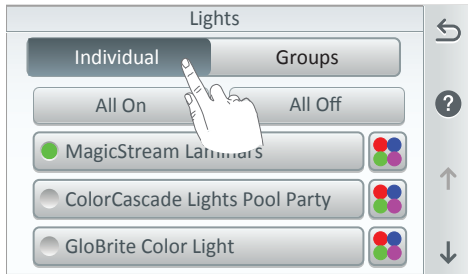 Lights
Individual Groups
All On All Off
MagicStream Laminars
ColorCascade Lights Pool Party
GloBrite Color Light
?